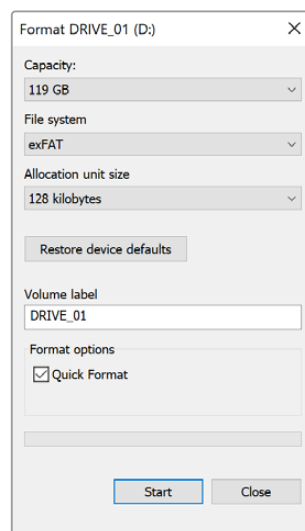 Format DRIVE_01 (D:)
Capacity:
119 GB
File system
exFAT
Allocation unit size
128 kilobytes
Restore device defaults
Volume label
DRIVE_01
Format options
Quick Format
Start Close